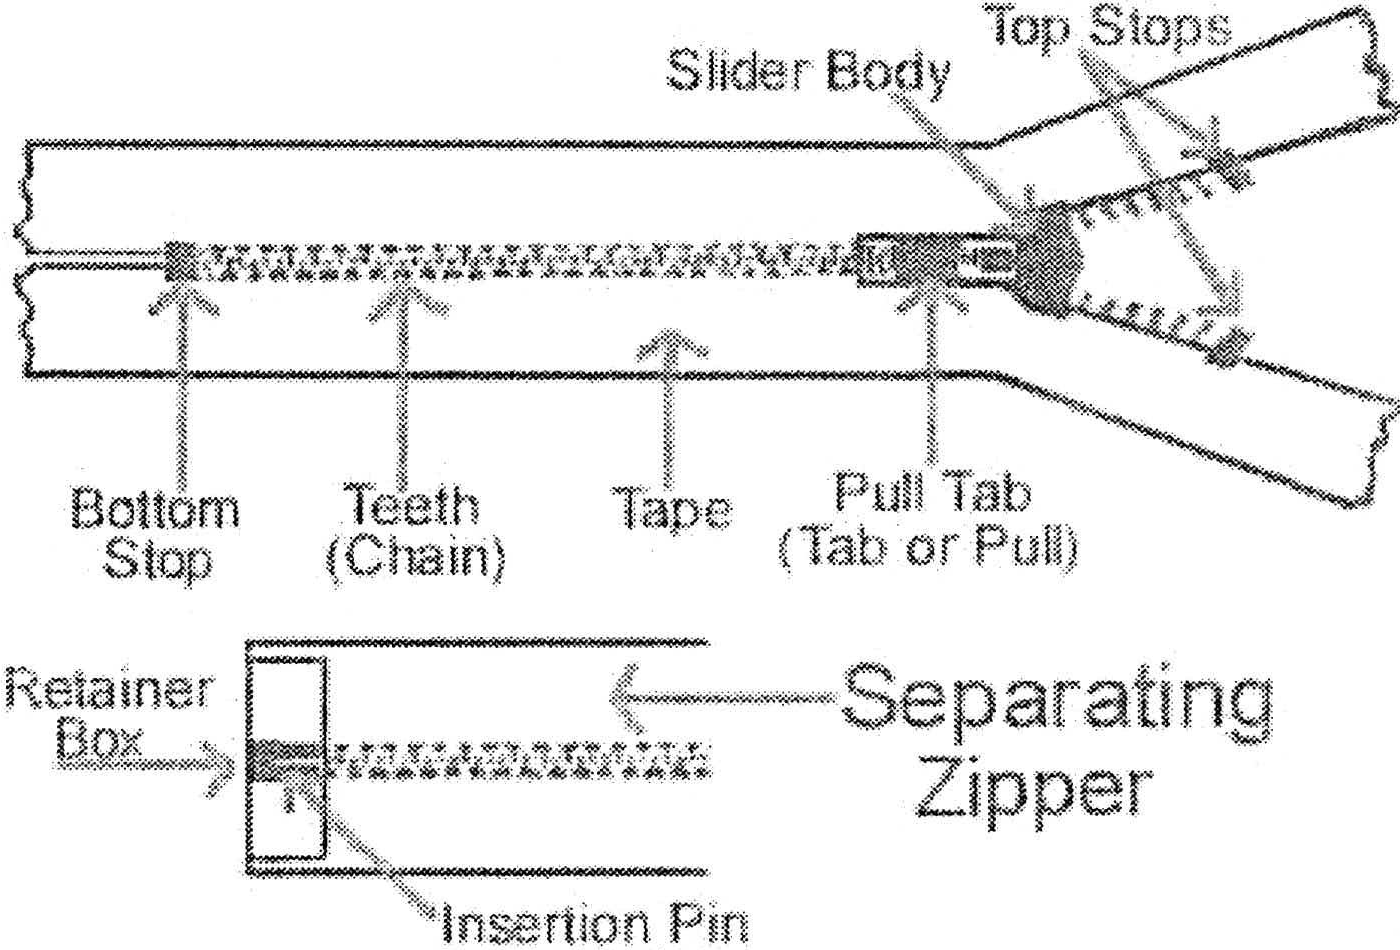 Top Stops
Slider Body
Bottom
Stop
Teeth
(Chain)
Tape
Pull Tab
(Tab or Pull)
Retainer
Box
Separating
Zipper
Insertion Pin